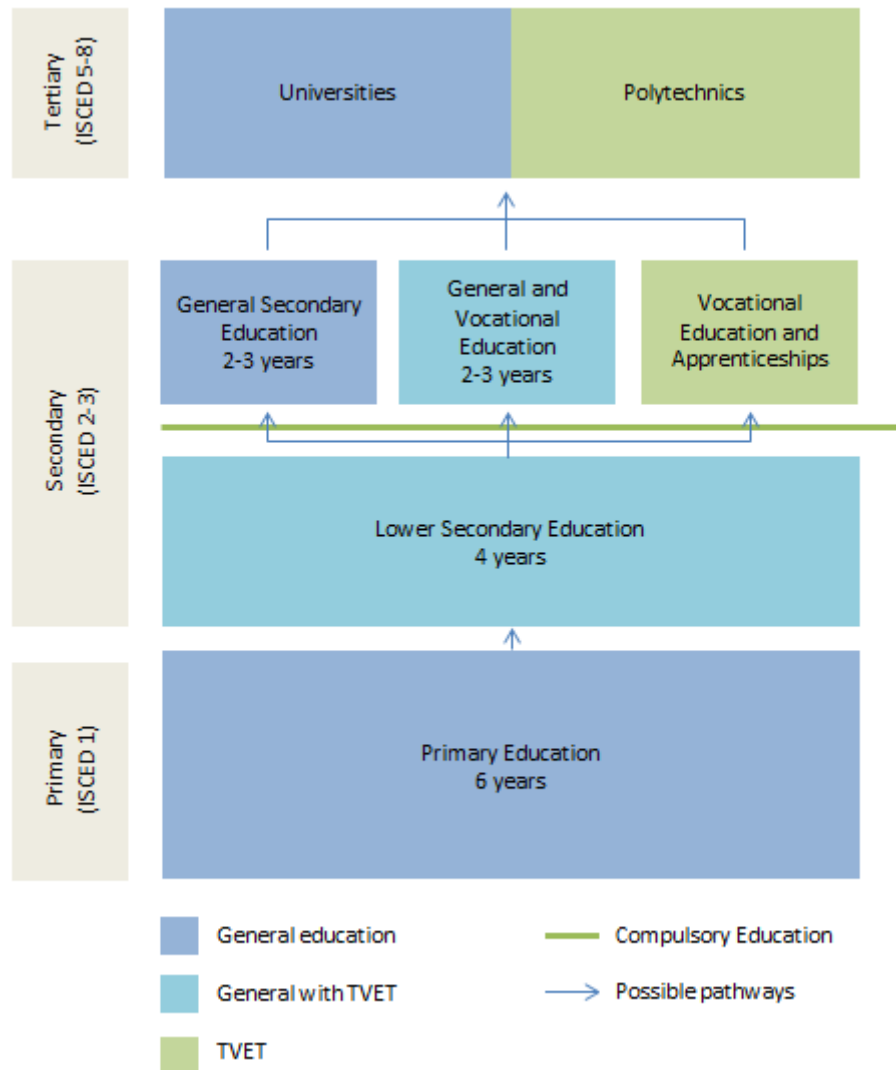 Tertiary
(ISCED 5-8)
Universities
Polytechnics
Secondary
(ISCED 2-3)
General Secondary
Education
2-3 years
General and
Vocational
Education
2-3 years
Vocational
Education and
Apprenticeships
Lower Secondary Education
4 years
Primary
(ISCED 1)
Primary Education
6 years
General education
Compulsory Education
General with TVET
Possible pathways
TVET